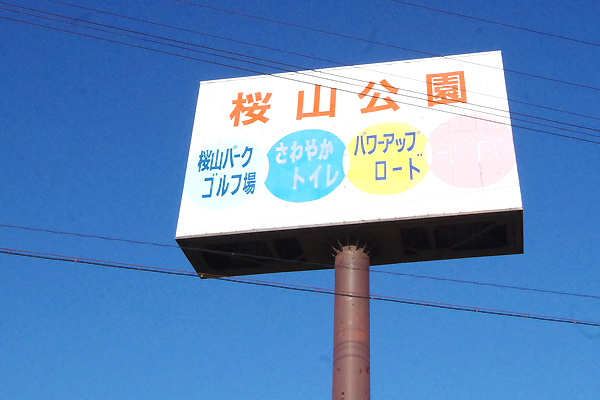 桜山公園
桜山パーク
ゴルフ場
さわやか
トイレ
パワーアップ
ロード